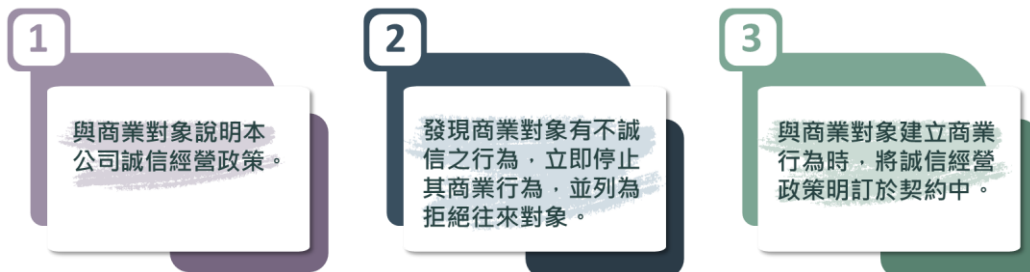 1
與商業對象說明本
公司誠信經營政策。
2
發現商業對象有不誠
信之行為，立即停止
其商業行為，並列為
拒絕往來對象。
3
與商業對象建立商業
行為時，將誠信經營
政策明訂於契約中。